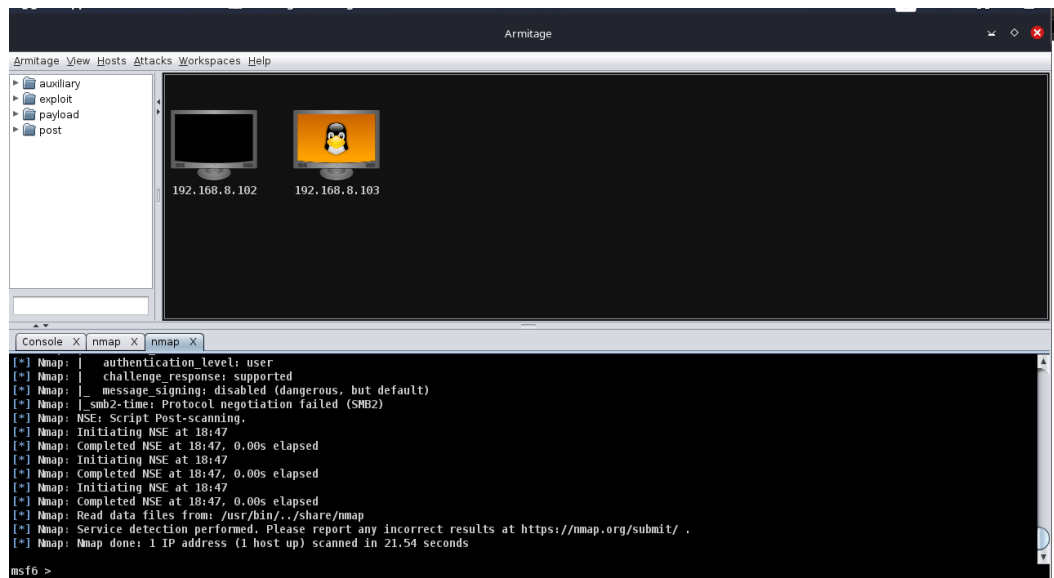 Armitage
Armitage View Hosts Attacks Workspaces Help
auxiliary
exploit
payload
post
192.168.8.102
192.168.8.103
Console X nmap X nmap X
[*] Nmap: |   authentication_level: user
[*] Nmap: |   challenge_response: supported
[*] Nmap: |_  message_signing: disabled (dangerous, but default)
[*] Nmap: |_smb2-time: Protocol negotiation failed (SMB2)
[*] Nmap: NSE: Script Post-scanning.
[*] Nmap: Initiating NSE at 18:47
[*] Nmap: Completed NSE at 18:47, 0.00s elapsed
[*] Nmap: Initiating NSE at 18:47
[*] Nmap: Completed NSE at 18:47, 0.00s elapsed
[*] Nmap: Initiating NSE at 18:47
[*] Nmap: Completed NSE at 18:47, 0.00s elapsed
[*] Nmap: Read data files from: /usr/bin/../share/nmap
[*] Nmap: Service detection performed. Please report any incorrect results at https://nmap.org/submit/ .
[*] Nmap: Nmap done: 1 IP address (1 host up) scanned in 21.54 seconds
msf6 >